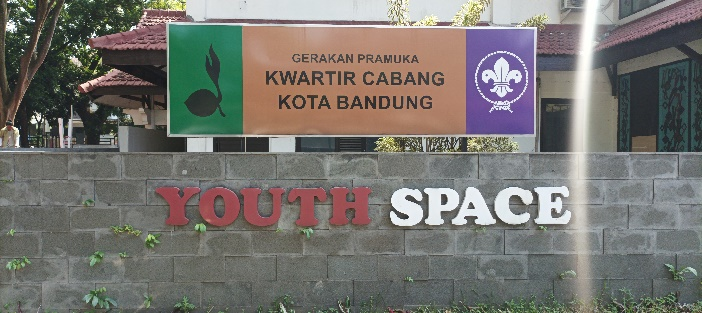 GERAKAN PRAMUKA
KWARTIR CABANG
KOTA BANDUNG
YOUTH SPACE